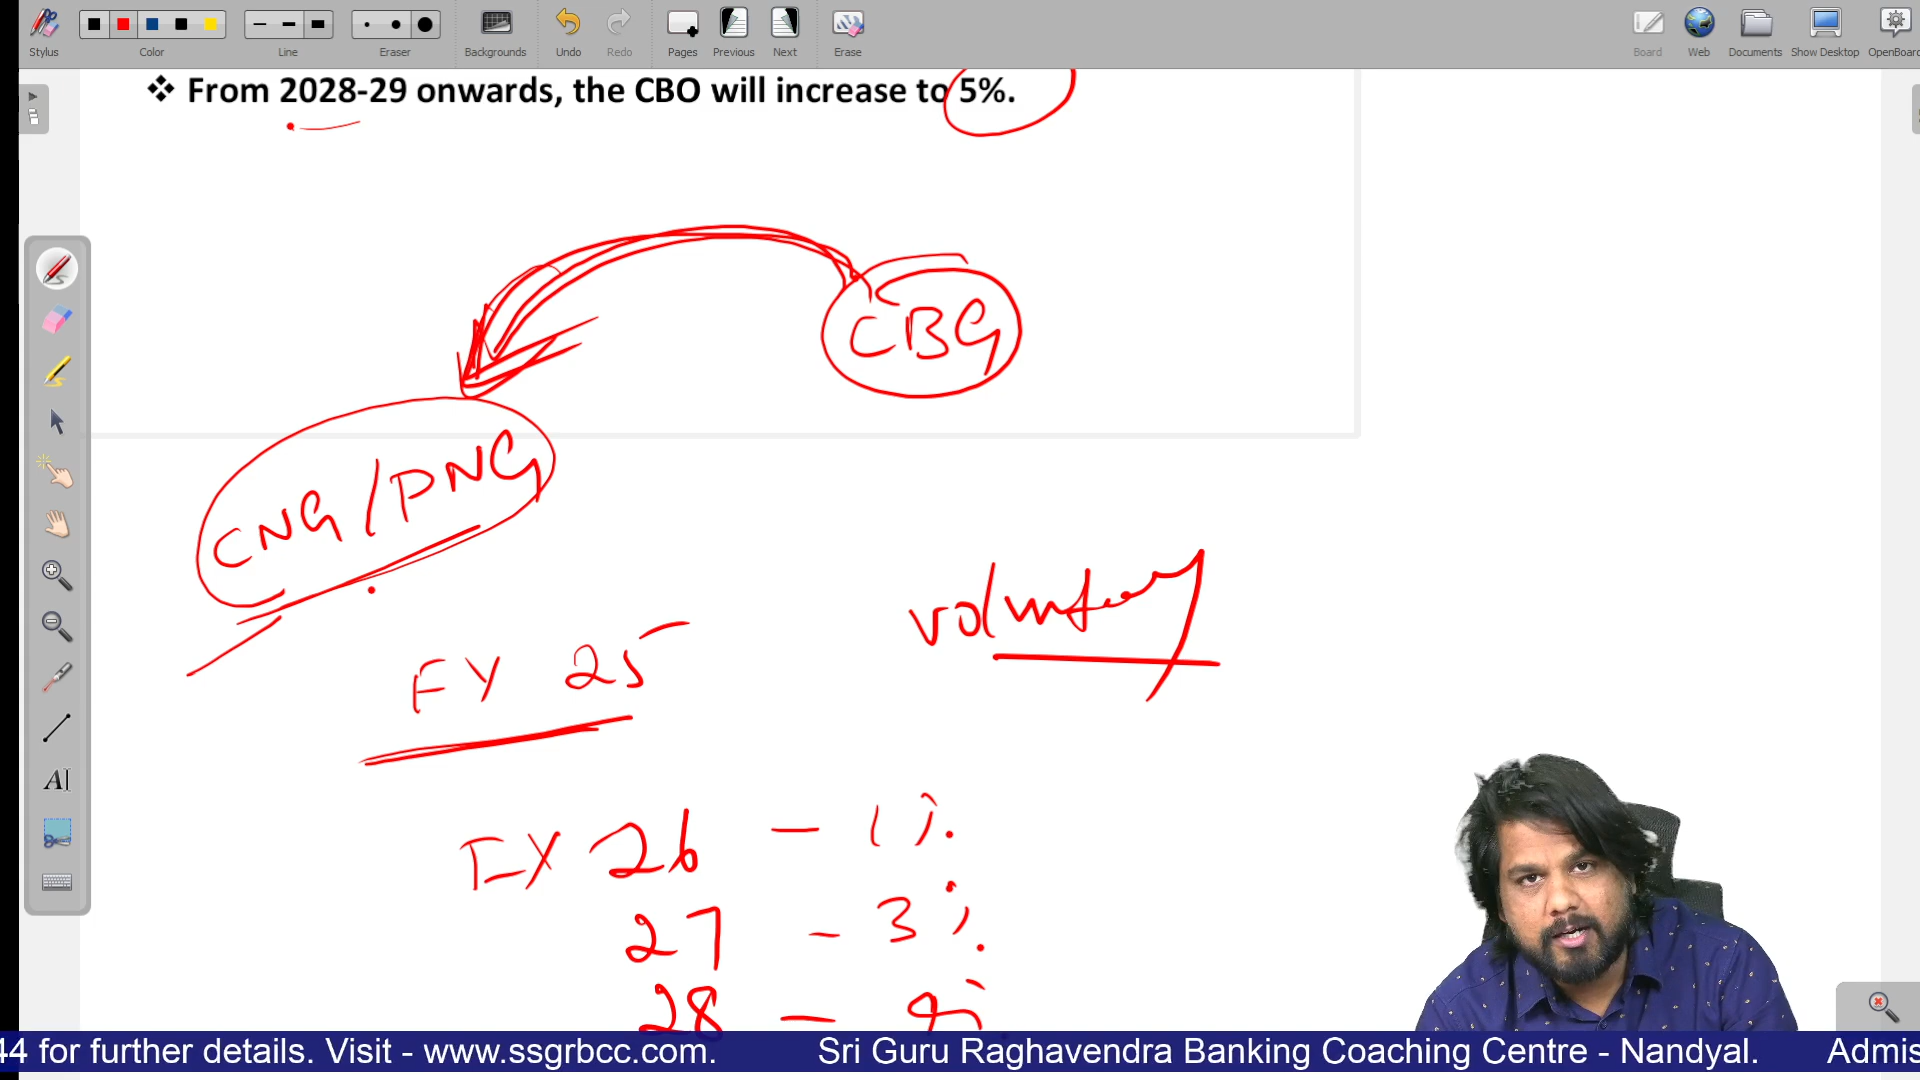 Stylus
Color
Line
Eraser
Backgrounds
Undo
Redo
Pages
Previous
Next
Erase
Board
Web
Documents
Show Desktop
OpenBoard
❖ From 2028-29 onwards, the CBO will increase to 5%.
CBG
CNG/PNG
voluntary
FY 25
FY 26 - 1%
27 - 3%
28 -
44 for further details. Visit - www.ssgrbcc.com. Sri Guru Raghavendra Banking Coaching Centre - Nandyal. Admis